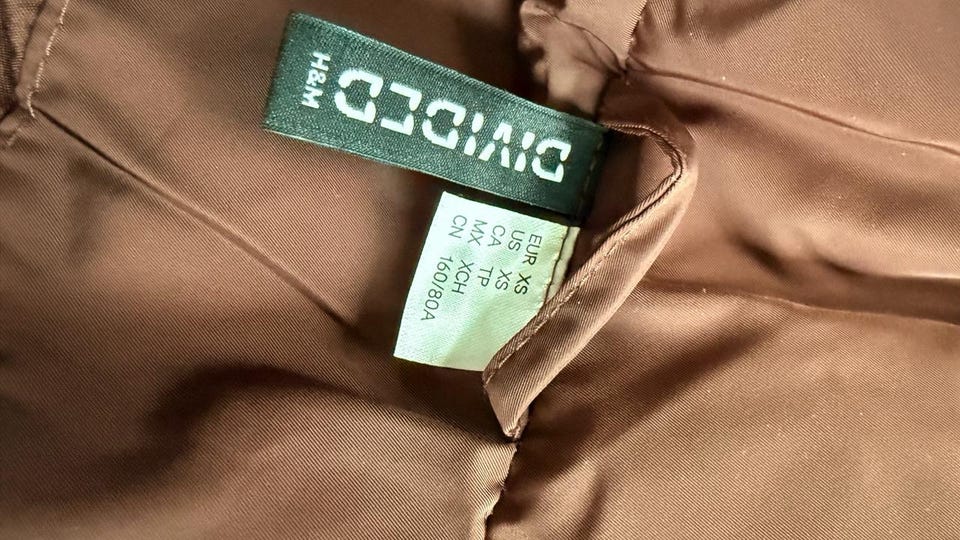 DIVIDED
H&M
EUR XS
US XS
CA TP
MX XCH
CN 160/80A